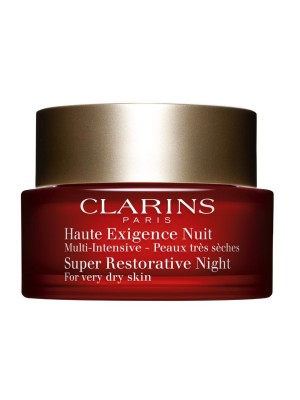 CLARINS
PARIS
Haute Exigence Nuit
Multi-Intensive - Peaux très sèches
Super Restorative Night
For very dry skin